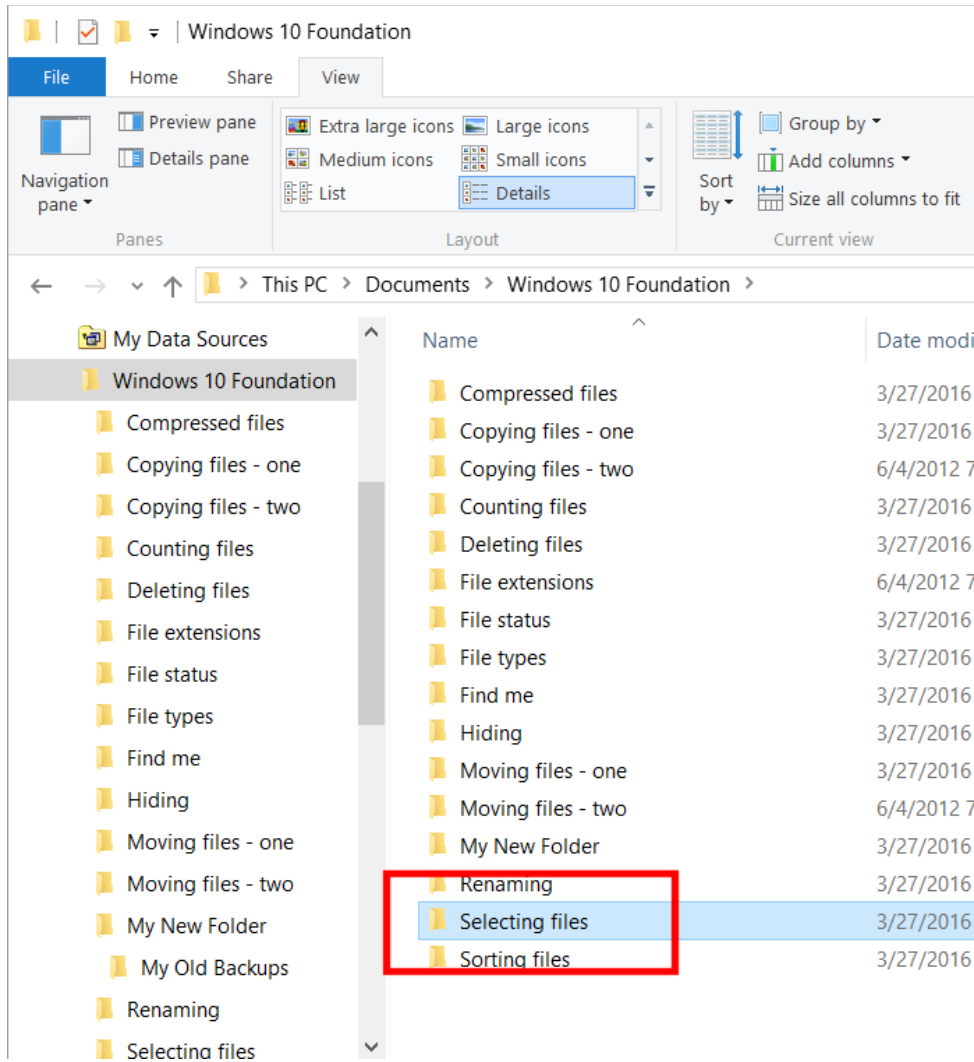 Windows 10 Foundation
File Home Share View
Navigation pane
Preview pane
Details pane
Panes
Extra large icons Large icons
Medium icons Small icons
List Details
Layout
Sort by
Group by
Add columns
Size all columns to fit
Current view
This PC > Documents > Windows 10 Foundation >
My Data Sources
Windows 10 Foundation
Compressed files
Copying files - one
Copying files - two
Counting files
Deleting files
File extensions
File status
File types
Find me
Hiding
Moving files - one
Moving files - two
My New Folder
My Old Backups
Renaming
Selecting files
Name Date modi
Compressed files 3/27/2016
Copying files - one 3/27/2016
Copying files - two 6/4/2012 7
Counting files 3/27/2016
Deleting files 3/27/2016
File extensions 6/4/2012 7
File status 3/27/2016
File types 3/27/2016
Find me 3/27/2016
Hiding 3/27/2016
Moving files - one 3/27/2016
Moving files - two 6/4/2012 7
My New Folder 3/27/2016
Renaming 3/27/2016
Selecting files 3/27/2016
Sorting files 3/27/2016